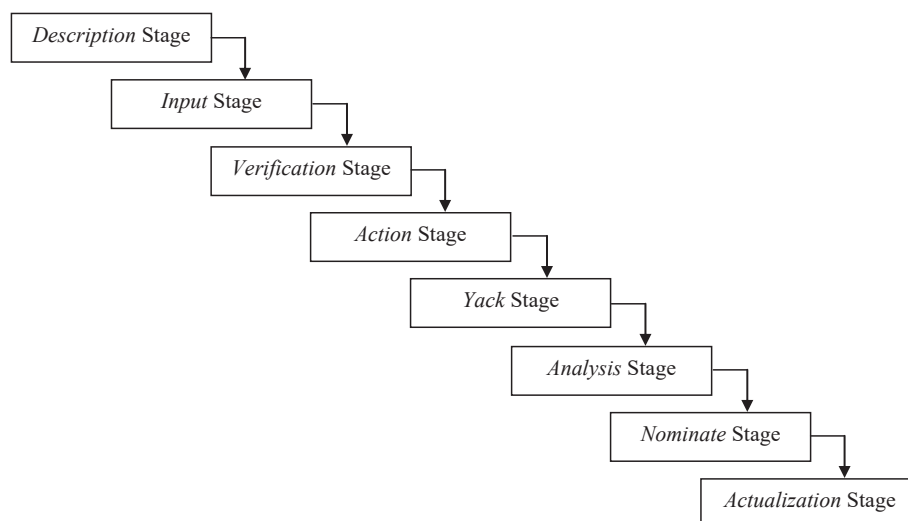 Description Stage
Input Stage
Verification Stage
Action Stage
Yack Stage
Analysis Stage
Nominate Stage
Actualization Stage